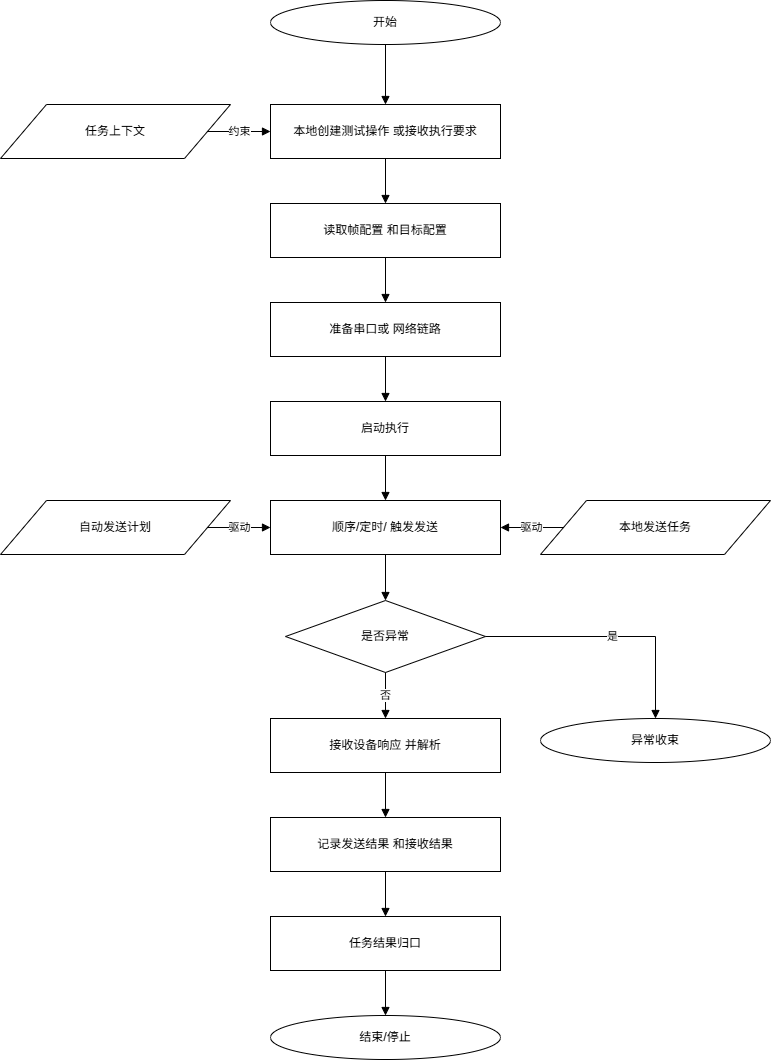 开始
任务上下文
约束
本地创建测试操作 或接收执行要求
读取帧配置 和目标配置
准备串口或 网络链路
启动执行
自动发送计划
驱动
顺序/定时/ 触发发送
驱动
本地发送任务
是否异常
是
否
接收设备响应 并解析
异常收束
记录发送结果 和接收结果
任务结果归口
结束/停止